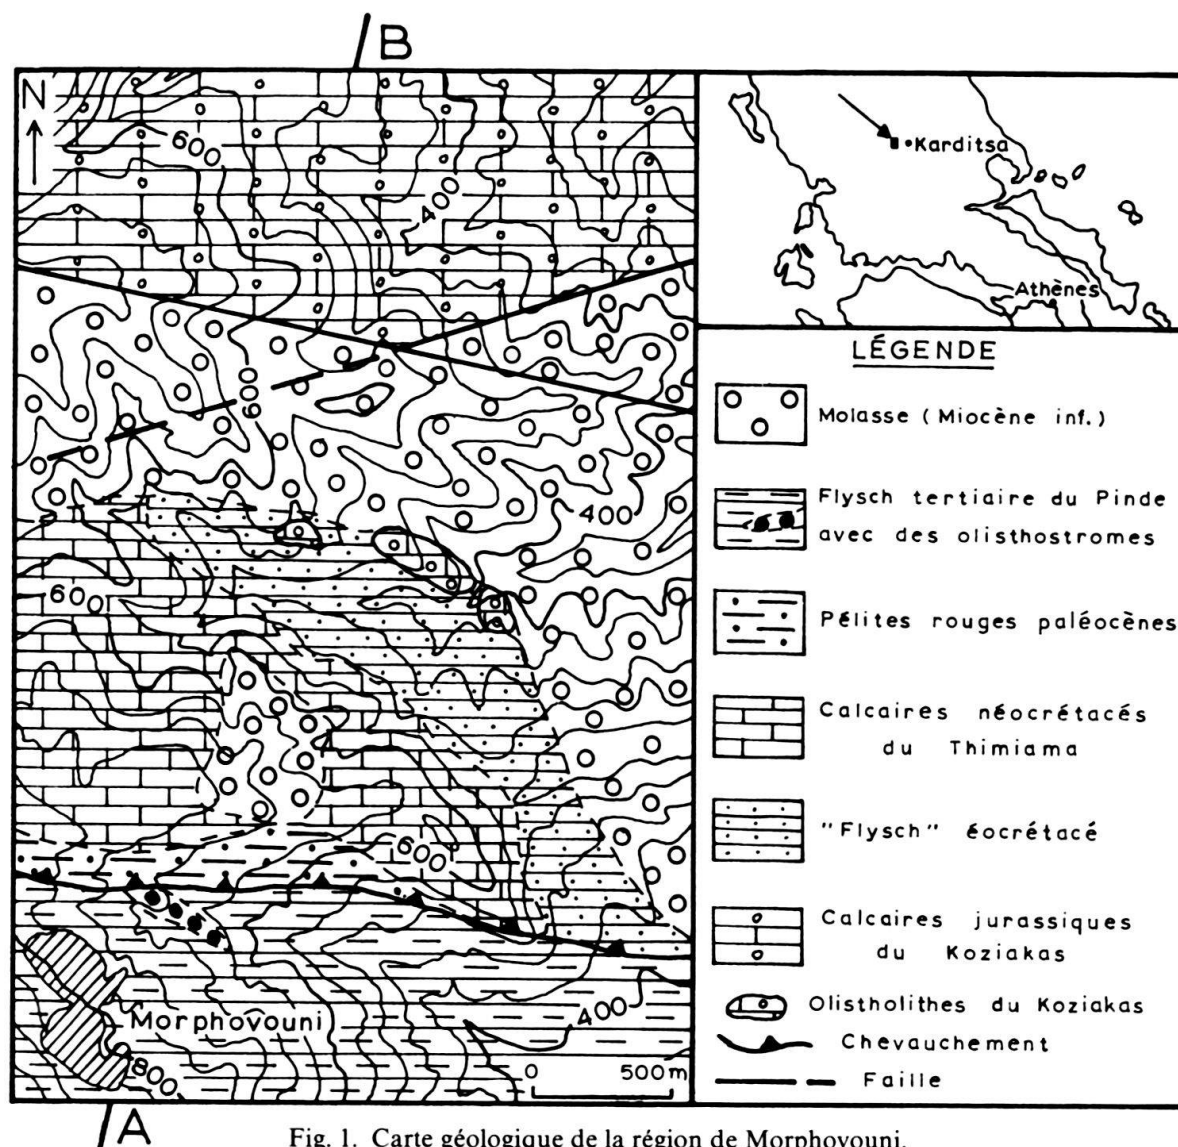 B
N
600
400
600
400
600
600
400
Morphovouni
800
0 500m
A
Karditsa
Athènes
LÉGENDE
Molasse (Miocène inf.)
Flysch tertiaire du Pinde
avec des olisthostromes
Pélites rouges paléocènes
Calcaires néocrétacés
du Thimiama
"Flysch" éocrétacé
Calcaires jurassiques
du Koziakas
Olistholithes du Koziakas
Chevauchement
Faille
Fig. 1. Carte géologique de la région de Morphovouni.